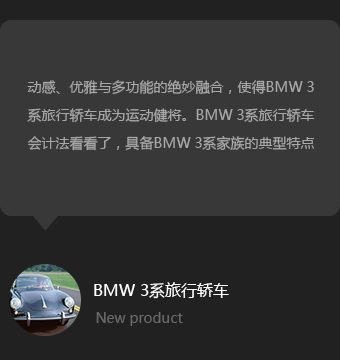 动感、优雅与多功能的绝妙融合，使得BMW 3
系旅行轿车成为运动健将。BMW 3系旅行轿车
会计法看看了，具备BMW 3系家族的典型特点
BMW 3系旅行轿车
New product